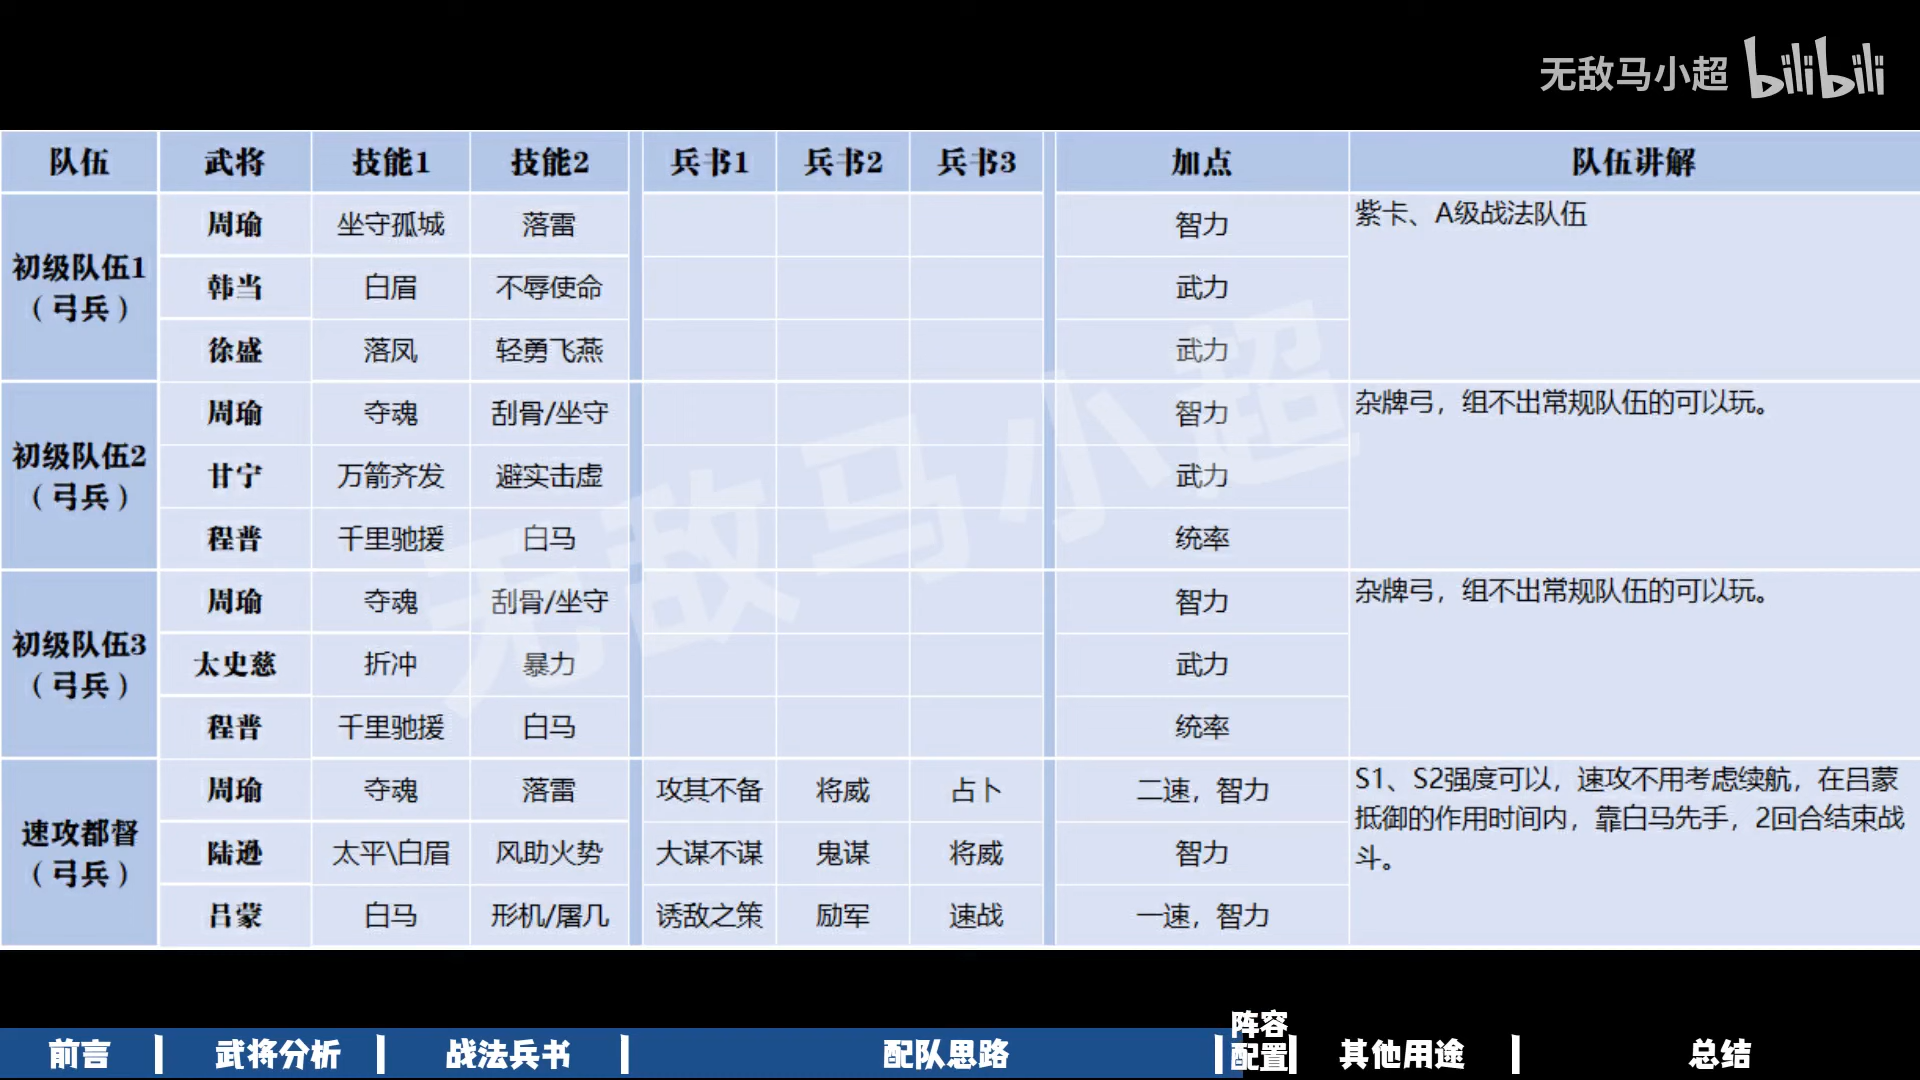 无敌马小超 bilibili
队伍 武将 技能1 技能2 兵书1 兵书2 兵书3 加点 队伍讲解
初级队伍1
（弓兵）
周瑜 坐守孤城 落雷 智力
韩当 白眉 不辱使命 武力
徐盛 落凤 轻勇飞燕 武力
紫卡、A级战法队伍
初级队伍2
（弓兵）
周瑜 夺魂 刮骨/坐守 智力
甘宁 万箭齐发 避实击虚 武力
程普 千里驰援 白马 统率
杂牌弓，组不出常规队伍的可以玩。
初级队伍3
（弓兵）
周瑜 夺魂 刮骨/坐守 智力
太史慈 折冲 暴力 武力
程普 千里驰援 白马 统率
杂牌弓，组不出常规队伍的可以玩。
速攻都督
（弓兵）
周瑜 夺魂 落雷 攻其不备 将威 占卜 二速，智力
陆逊 太平\白眉 风助火势 大谋不谋 鬼谋 将威 智力
吕蒙 白马 形机/屠几 诱敌之策 励军 速战 一速，智力
S1、S2强度可以，速攻不用考虑续航，在吕蒙
抵御的作用时间内，靠白马先手，2回合结束战
斗。
无敌马小超
前言 武将分析 战法兵书 配队思路 阵容
配置 其他用途 总结